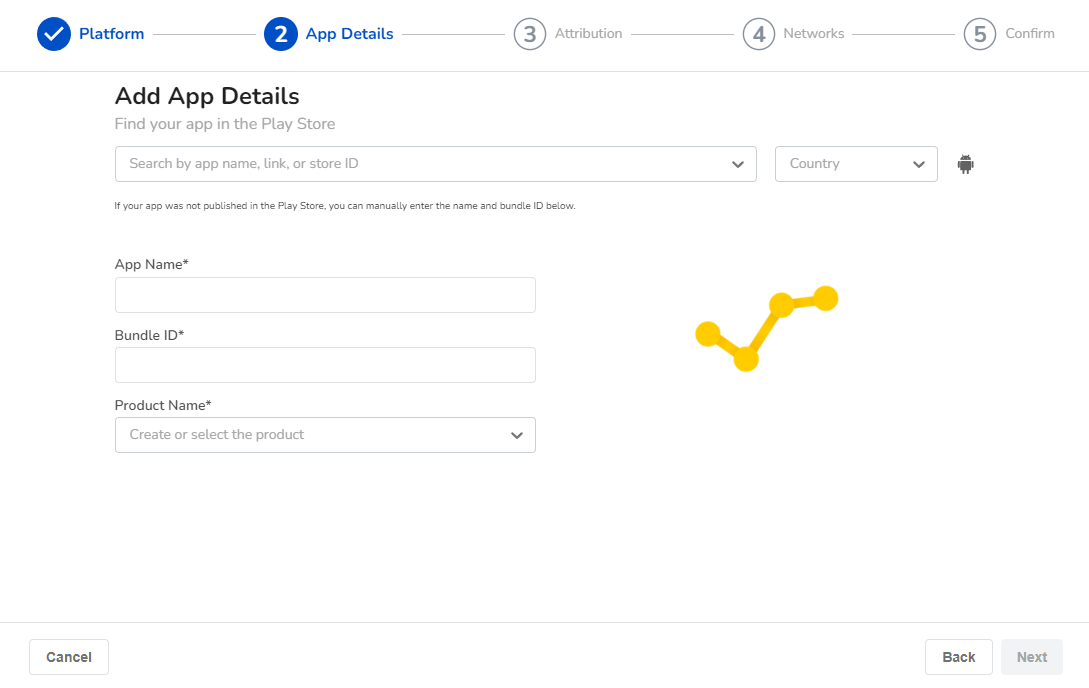 Platform
2 App Details
3 Attribution
4 Networks
5 Confirm
Add App Details
Find your app in the Play Store
Search by app name, link, or store ID
Country
If your app was not published in the Play Store, you can manually enter the name and bundle ID below.
App Name*
Bundle ID*
Product Name*
Create or select the product
Cancel
Back
Next